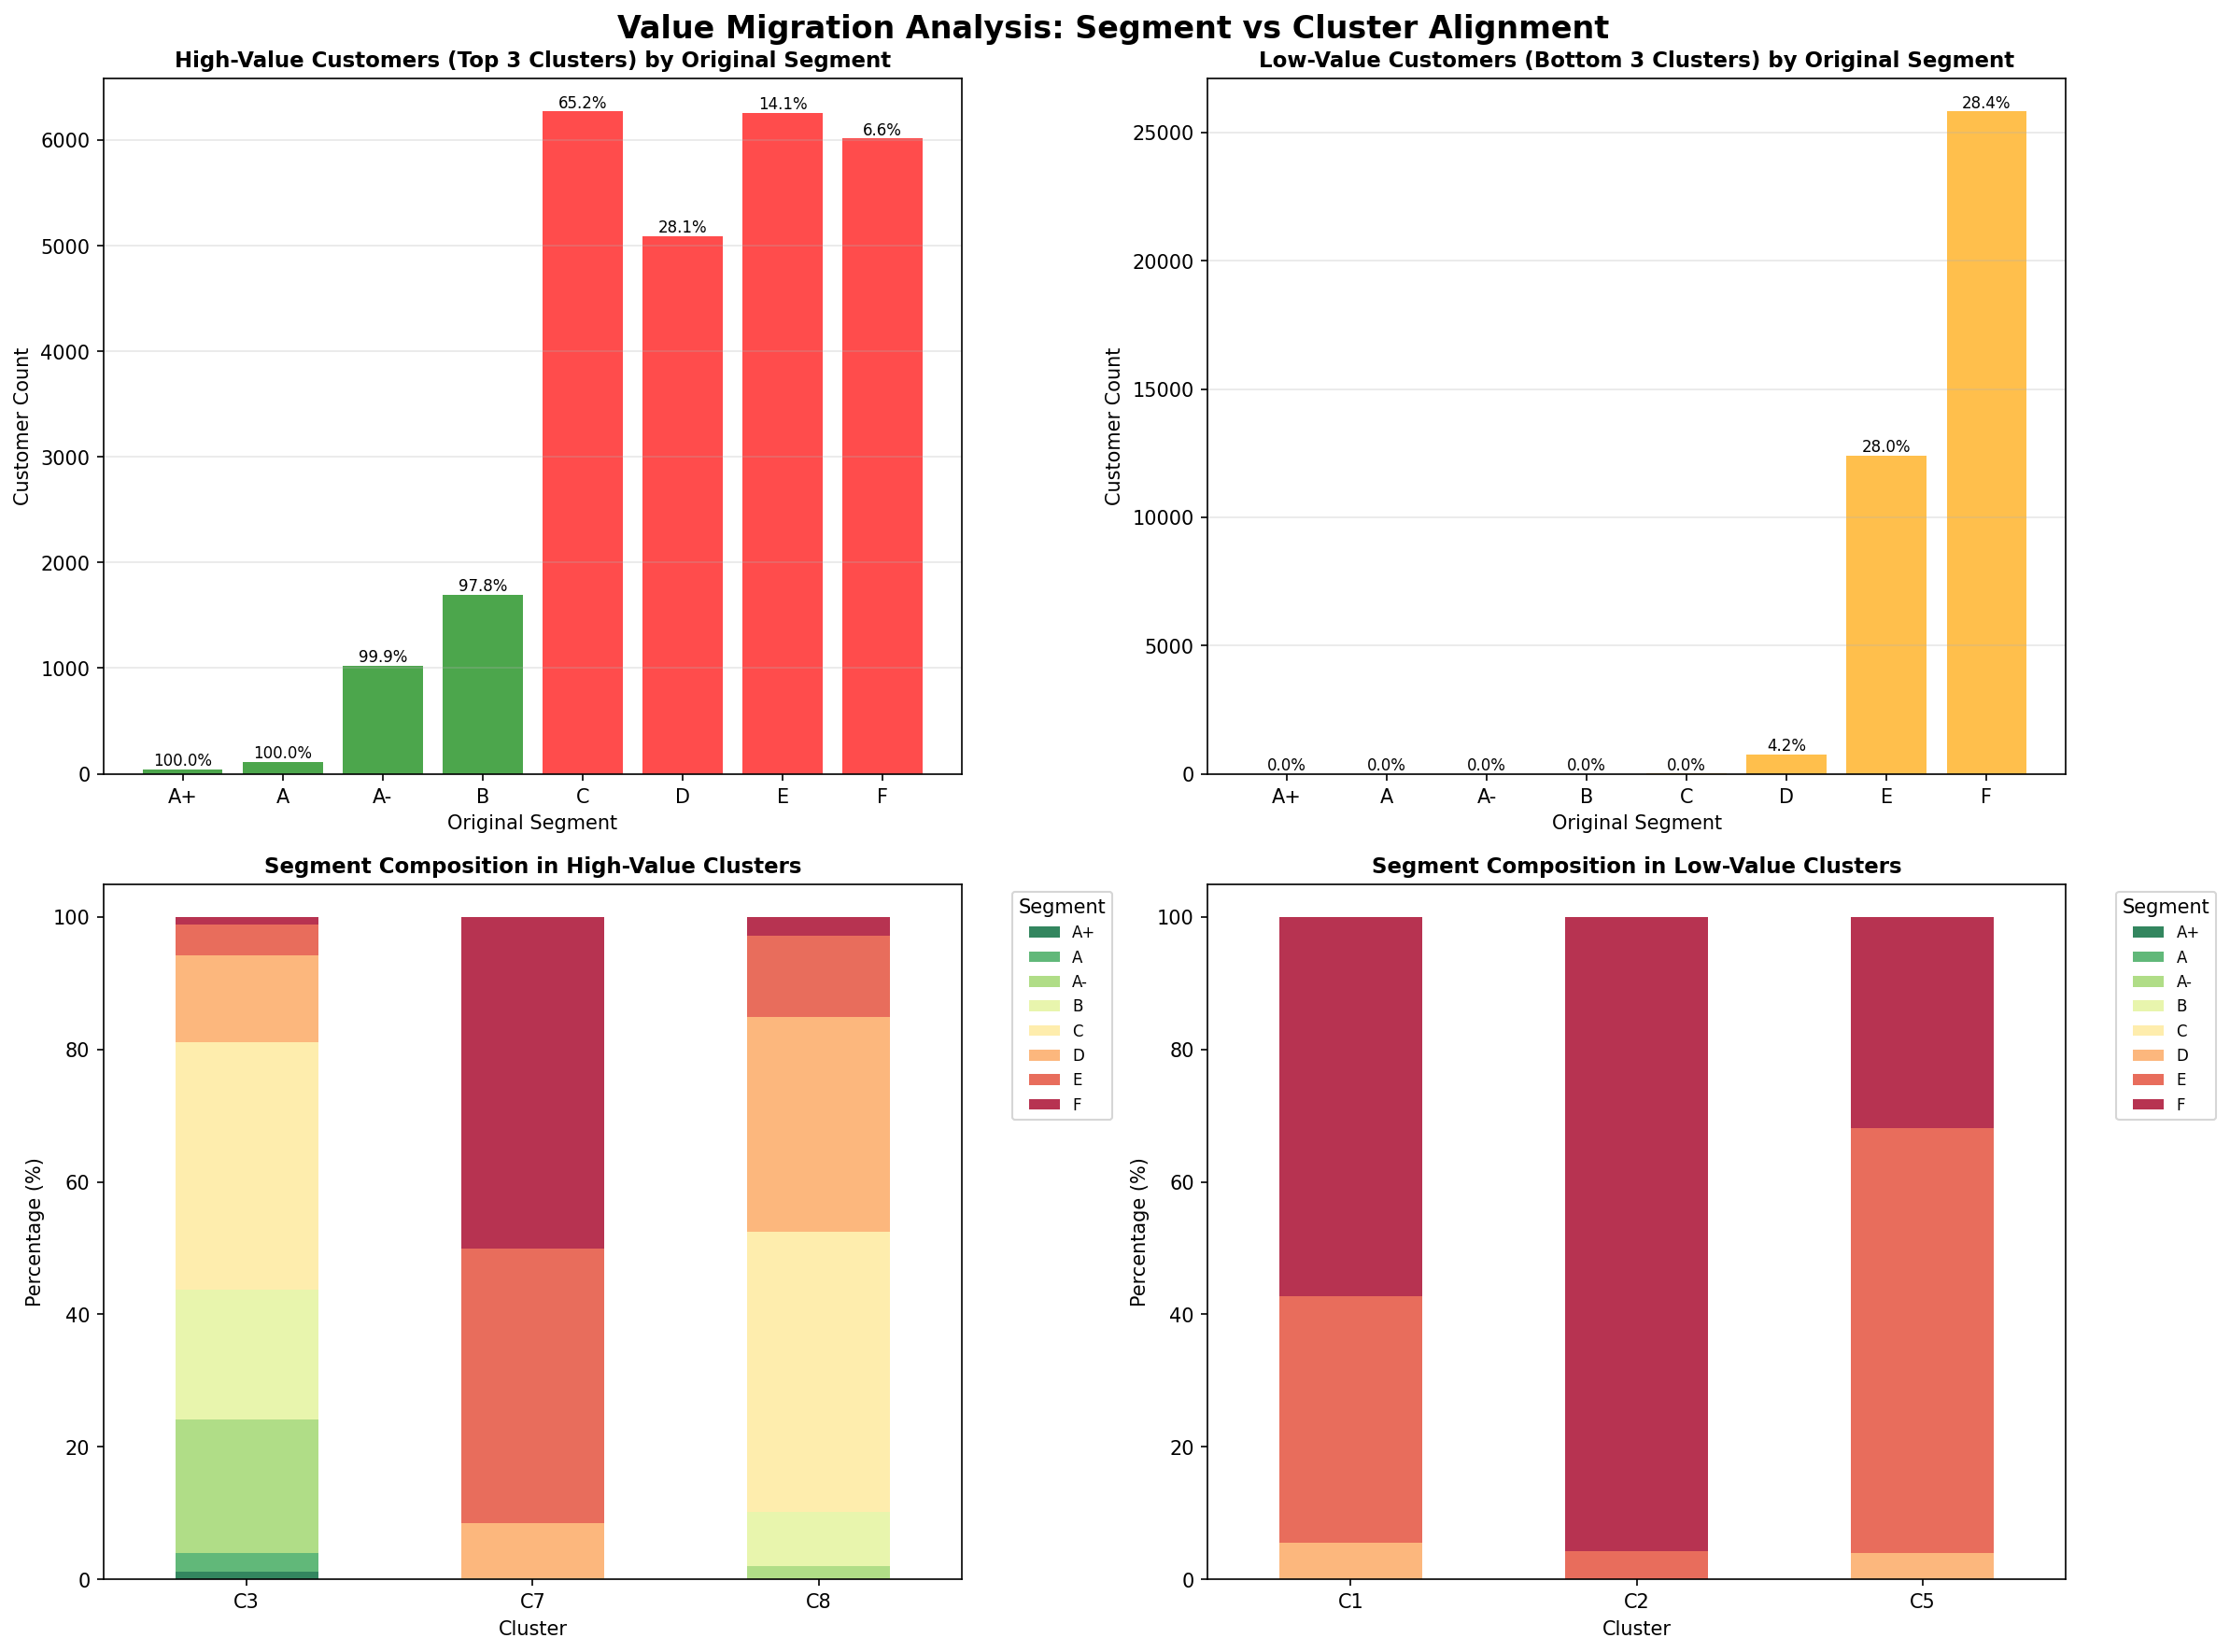 Value Migration Analysis: Segment vs Cluster Alignment
High-Value Customers (Top 3 Clusters) by Original Segment
Customer Count
6000
5000
4000
3000
2000
1000
0
100.0%
100.0%
99.9%
97.8%
65.2%
28.1%
14.1%
6.6%
A+ A A- B C D E F
Original Segment
Low-Value Customers (Bottom 3 Clusters) by Original Segment
Customer Count
25000
20000
15000
10000
5000
0
0.0%
0.0%
0.0%
0.0%
0.0%
4.2%
28.0%
28.4%
A+ A A- B C D E F
Original Segment
Segment Composition in High-Value Clusters
Percentage (%)
100
80
60
40
20
0
C3 C7 C8
Cluster
Segment
A+
A
A-
B
C
D
E
F
Segment Composition in Low-Value Clusters
Percentage (%)
100
80
60
40
20
0
C1 C2 C5
Cluster
Segment
A+
A
A-
B
C
D
E
F